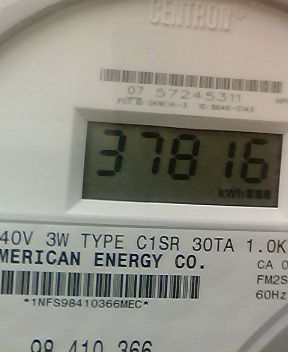 CENTRON®
07 57245311
37816
kWh
40V 3W TYPE C1SR 30TA 1.0K
MERICAN ENERGY CO.
CA 0
FM2S
60Hz
*1NFS98410366MEC*
98 410 366